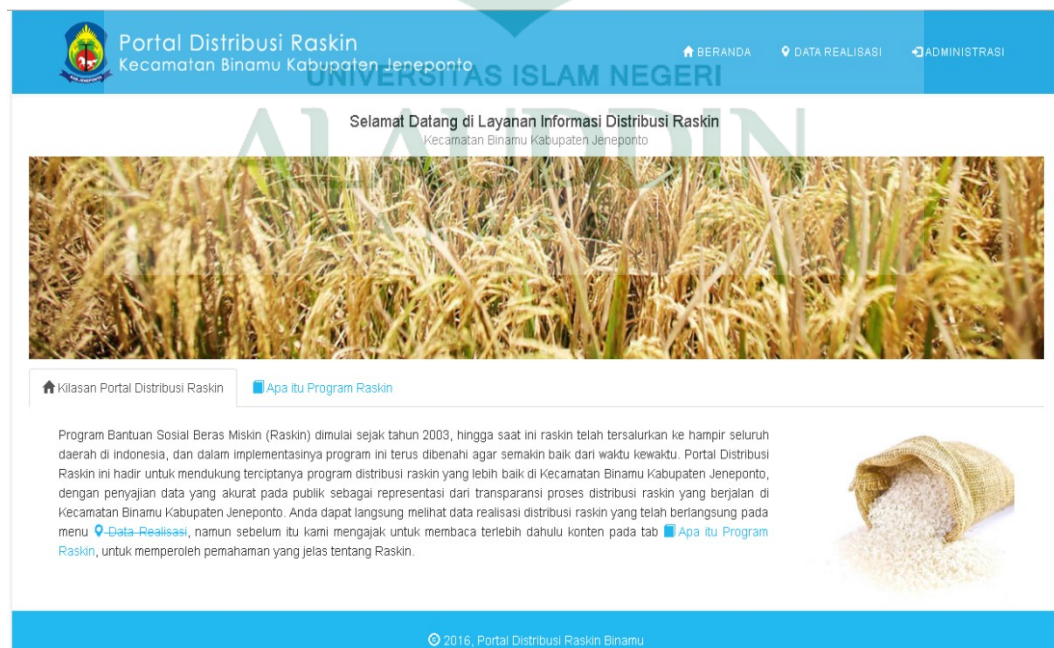 Portal Distribusi Raskin
Kecamatan Binamu Kabupaten Jeneponto
BERANDA
DATA REALISASI
ADMINISTRASI
UNIVERSITAS ISLAM NEGERI
ALAUDDIN
Selamat Datang di Layanan Informasi Distribusi Raskin
Kecamatan Binamu Kabupaten Jeneponto
Kilasan Portal Distribusi Raskin
Apa itu Program Raskin
Program Bantuan Sosial Beras Miskin (Raskin) dimulai sejak tahun 2003, hingga saat ini raskin telah tersalurkan ke hampir seluruh
daerah di indonesia, dan dalam implementasinya program ini terus dibenahi agar semakin baik dari waktu kewaktu. Portal Distribusi
Raskin ini hadir untuk mendukung terciptanya program distribusi raskin yang lebih baik di Kecamatan Binamu Kabupaten Jeneponto,
dengan penyajian data yang akurat pada publik sebagai representasi dari transparansi proses distribusi raskin yang berjalan di
Kecamatan Binamu Kabupaten Jeneponto. Anda dapat langsung melihat data realisasi distribusi raskin yang telah berlangsung pada
menu Data Realisasi, namun sebelum itu kami mengajak untuk membaca terlebih dahulu konten pada tab Apa itu Program
Raskin, untuk memperoleh pemahaman yang jelas tentang Raskin.
© 2016, Portal Distribusi Raskin Binamu